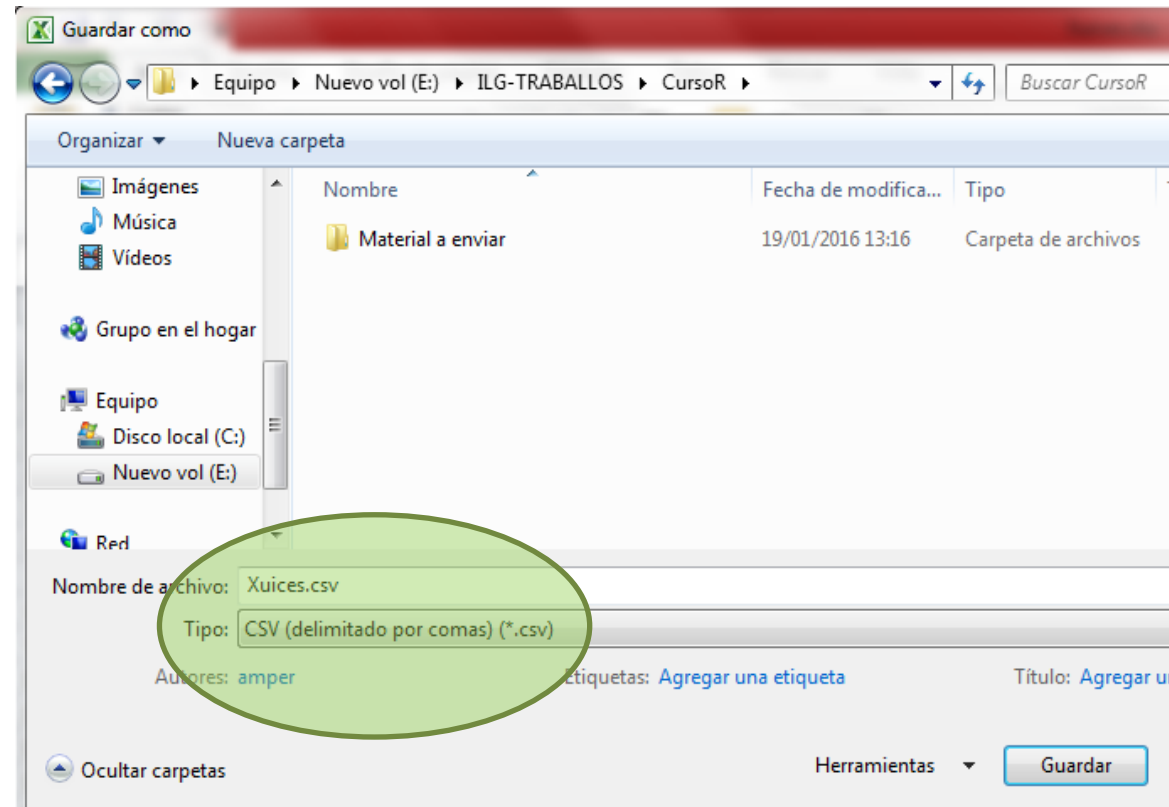 Guardar como
Equipo Nuevo vol (E:) ILG-TRABALLOS CursoR Buscar CursoR
Organizar Nueva carpeta
Imágenes
Música
Vídeos
Grupo en el hogar
Equipo
Disco local (C:)
Nuevo vol (E:)
Red
Nombre Fecha de modifica... Tipo
Material a enviar 19/01/2016 13:16 Carpeta de archivos
Nombre de archivo: Xuices.csv
Tipo: CSV (delimitado por comas) (*.csv)
Autores: amper Etiquetas: Agregar una etiqueta Título: Agregar
Ocultar carpetas Herramientas Guardar